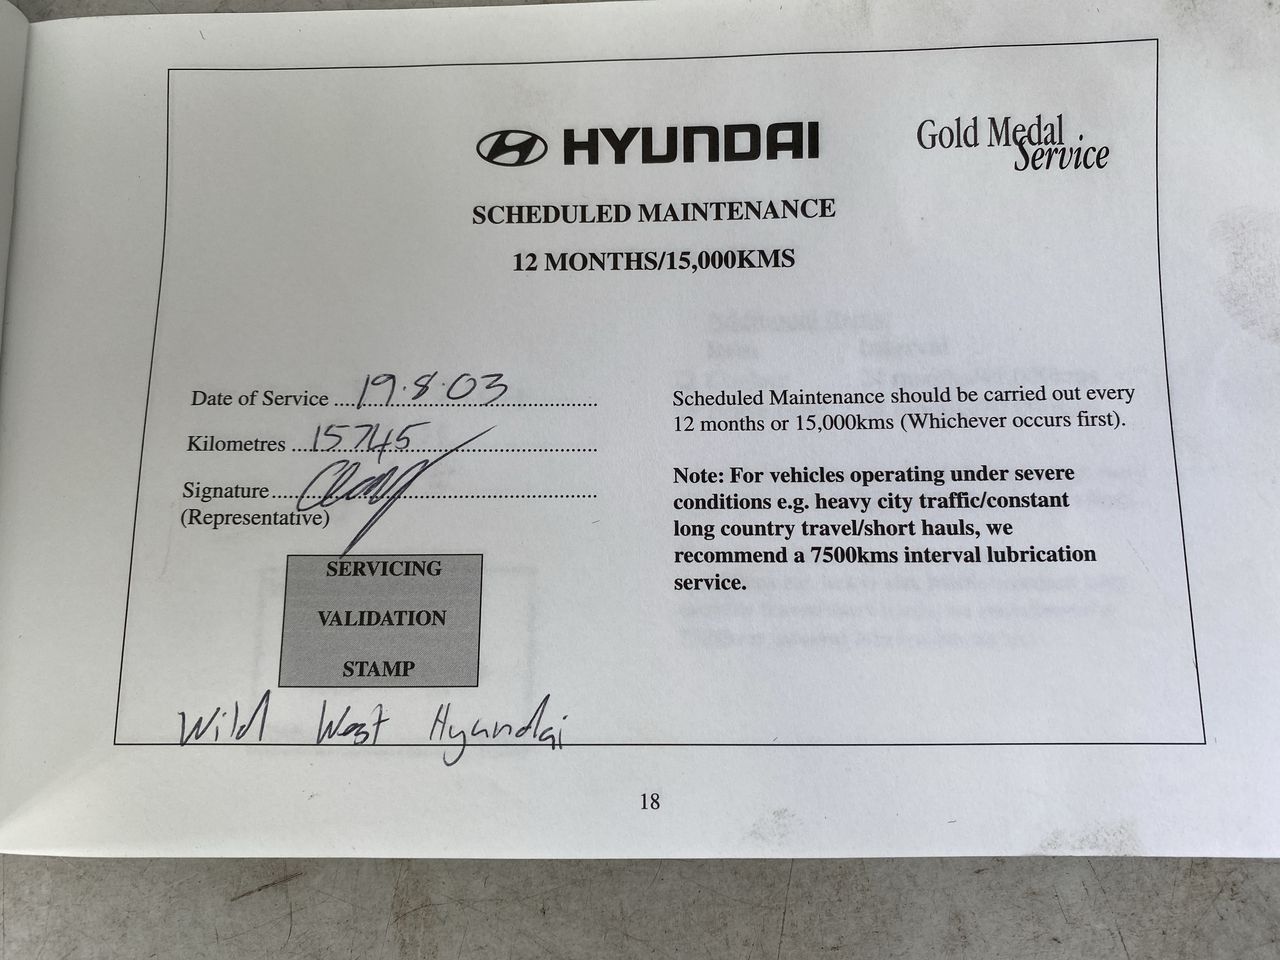 HYUNDAI
Gold Medal
Service
SCHEDULED MAINTENANCE
12 MONTHS/15,000KMS
Date of Service ....19.8.03....................
Kilometres ....15745....................
Signature........................................
(Representative)
SERVICING
VALIDATION
STAMP
Wild West Hyundai
Scheduled Maintenance should be carried out every
12 months or 15,000kms (Whichever occurs first).
Note: For vehicles operating under severe
conditions e.g. heavy city traffic/constant
long country travel/short hauls, we
recommend a 7500kms interval lubrication
service.
18